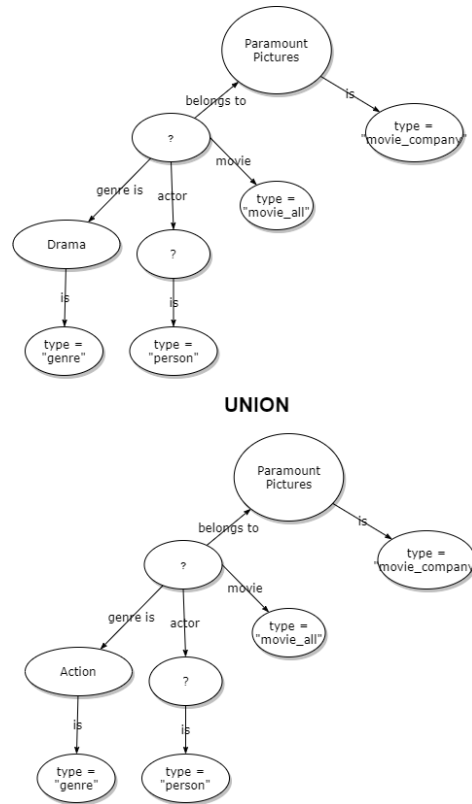 Paramount
Pictures
belongs to
is
type =
"movie_company"
?
movie
genre is
actor
type =
"movie_all"
Drama
?
is
is
type =
"genre"
type =
"person"
UNION
Paramount
Pictures
belongs to
is
type =
"movie_company
?
movie
genre is
actor
type =
"movie_all"
Action
?
is
is
type =
"genre"
type =
"person"